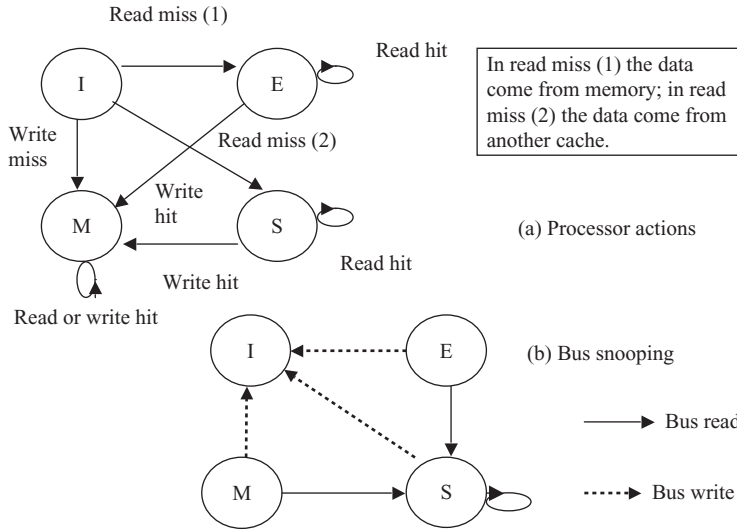 Read miss (1)
Read hit
I
E
In read miss (1) the data
come from memory; in read
miss (2) the data come from
another cache.
Write
miss
Read miss (2)
Write
hit
M
S
(a) Processor actions
Read hit
Write hit
Read or write hit
I
E
(b) Bus snooping
Bus read
M
S
Bus write